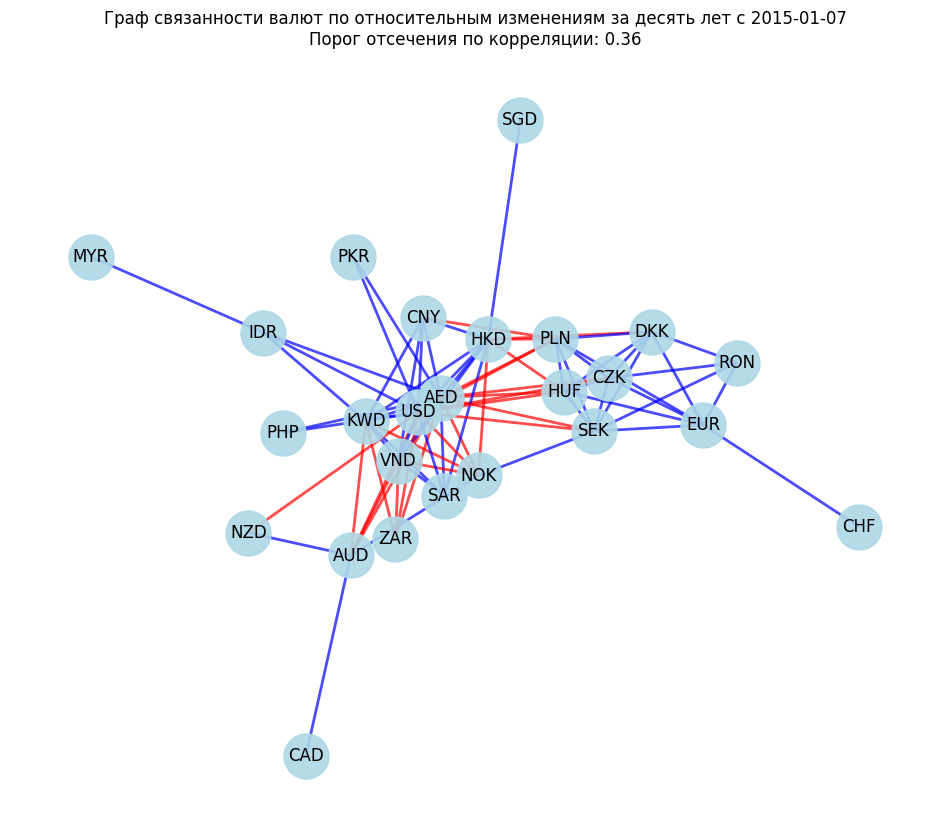 Граф связанности валют по относительным изменениям за десять лет с 2015-01-07
Порог отсечения по корреляции: 0.36
SGD
MYR
PKR
CNY
IDR
HKD
PLN
DKK
RON
CZK
HUF
AED
USD
KWD
PHP
SEK
EUR
VND
NOK
SAR
NZD
ZAR
AUD
CHF
CAD